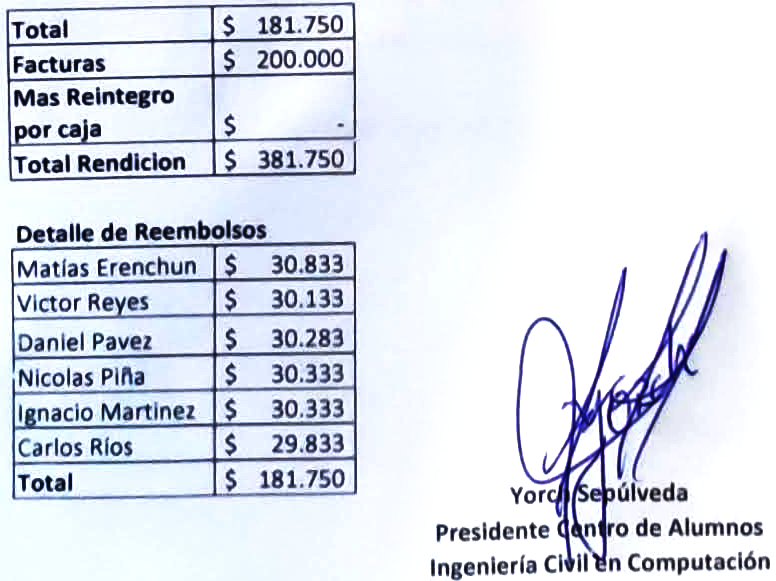 Total $ 181.750
Facturas $ 200.000
Mas Reintegro
por caja $ -
Total Rendicion $ 381.750
Detalle de Reembolsos
Matías Erenchun $ 30.833
Victor Reyes $ 30.133
Daniel Pavez $ 30.283
Nicolas Piña $ 30.333
Ignacio Martinez $ 30.333
Carlos Ríos $ 29.833
Total $ 181.750
Yorch Sepúlveda
Presidente Centro de Alumnos
Ingeniería Civil en Computación